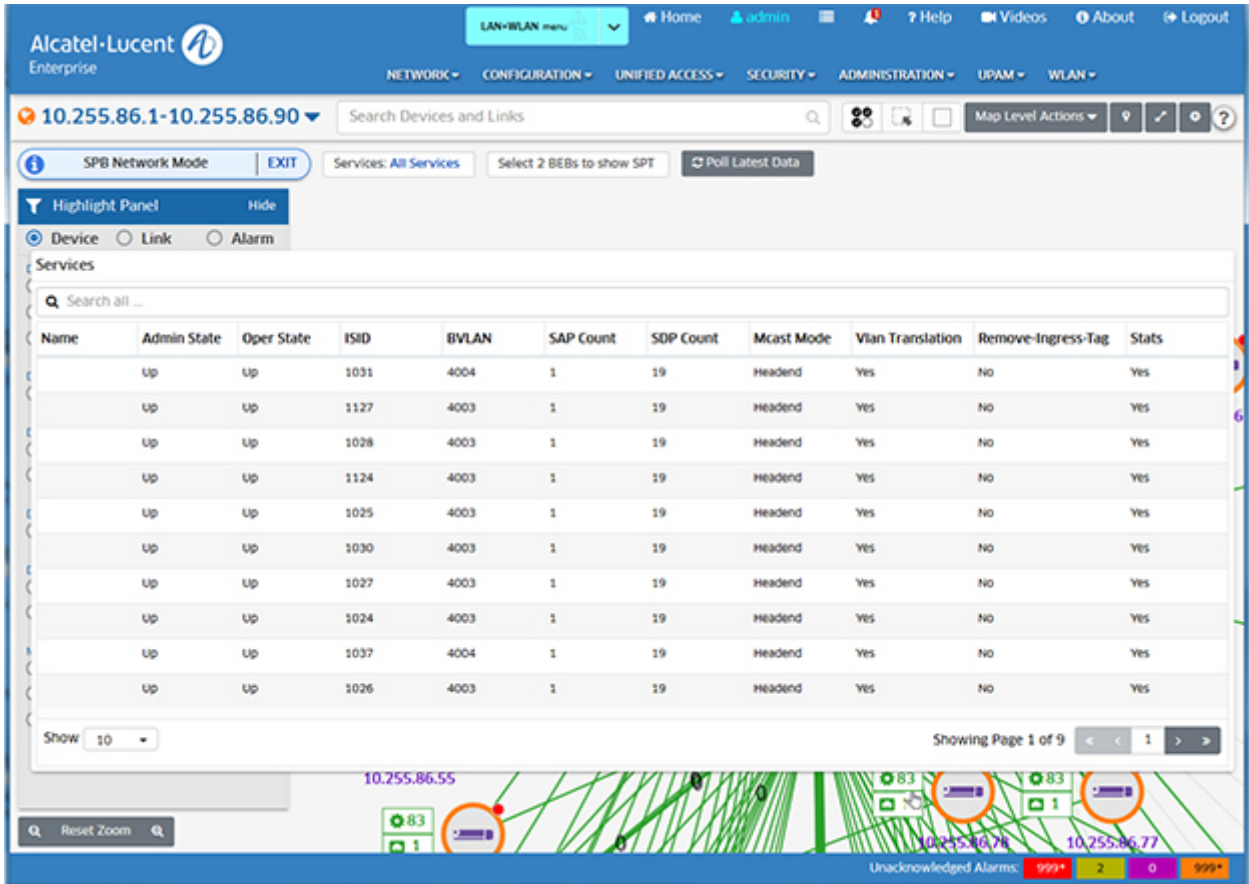 Alcatel·Lucent
Enterprise
LAN+WLAN menu
Home admin ? Help Videos About Logout
NETWORK CONFIGURATION UNIFIED ACCESS SECURITY ADMINISTRATION UPAM WLAN
10.255.86.1-10.255.86.90 Search Devices and Links Map Level Actions ?
SPB Network Mode EXIT Services: All Services Select 2 BEBs to show SPT Poll Latest Data
Highlight Panel Hide
Device Link Alarm
Services
Search all ...
Name Admin State Oper State ISID BVLAN SAP Count SDP Count Mcast Mode Vlan Translation Remove-Ingress-Tag Stats
Up Up 1031 4004 1 19 Headend Yes No Yes
Up Up 1127 4003 1 19 Headend Yes No Yes
Up Up 1028 4003 1 19 Headend Yes No Yes
Up Up 1124 4003 1 19 Headend Yes No Yes
Up Up 1025 4003 1 19 Headend Yes No Yes
Up Up 1030 4003 1 19 Headend Yes No Yes
Up Up 1027 4003 1 19 Headend Yes No Yes
Up Up 1024 4003 1 19 Headend Yes No Yes
Up Up 1037 4004 1 19 Headend Yes No Yes
Up Up 1026 4003 1 19 Headend Yes No Yes
Show 10 Showing Page 1 of 9 « < 1 > »
10.255.86.55
83 83
0 1
0
83
1
0
10.255.86.78 10.255.86.77
Reset Zoom
Unacknowledged Alarms: 999+ 2 0 999+